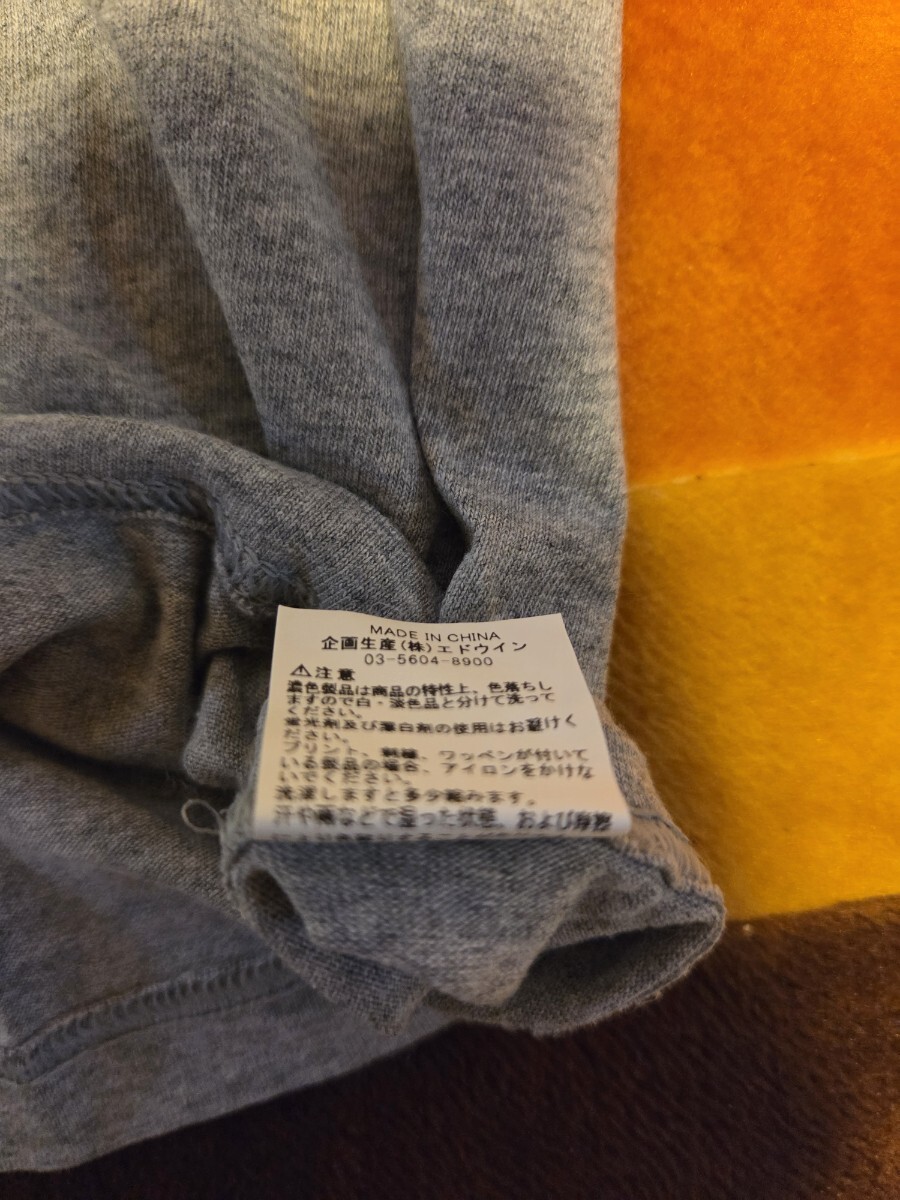 MADE IN CHINA
企画生産(株)エドウイン
03-5604-8900
⚠注意
濃色製品は商品の特性上、色落ちし
ますので白・淡色品と分けて洗って
ください。
蛍光剤及び漂白剤の使用はお避けく
ださい。
プリント、刺繍、ワッペンが付いて
いる製品の場合、アイロンをかけな
いでください。
洗濯しますと多少縮みます。
汗や雨などで湿った状態、および摩擦